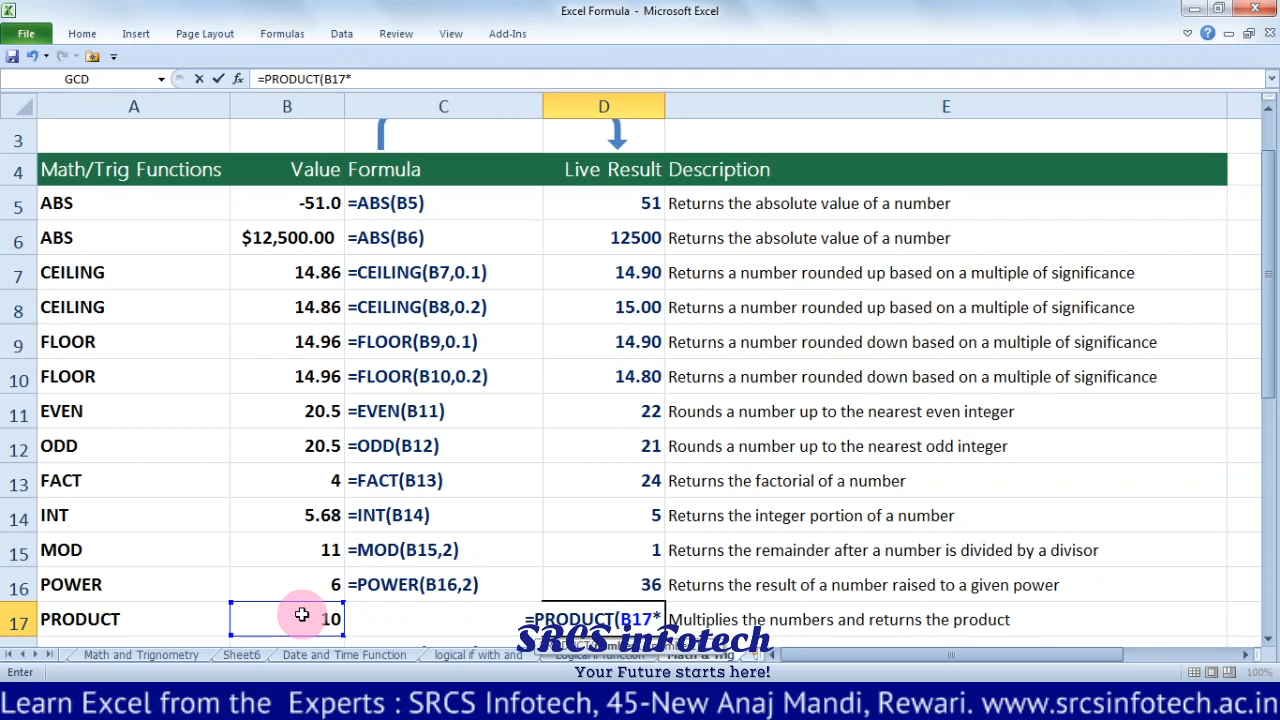 Excel Formula - Microsoft Excel
File Home Insert Page Layout Formulas Data Review View Add-Ins
GCD fx =PRODUCT(B17*
A B C D E
3
4 Math/Trig Functions Value Formula Live Result Description
5 ABS -51.0 =ABS(B5) 51 Returns the absolute value of a number
6 ABS $12,500.00 =ABS(B6) 12500 Returns the absolute value of a number
7 CEILING 14.86 =CEILING(B7,0.1) 14.90 Returns a number rounded up based on a multiple of significance
8 CEILING 14.86 =CEILING(B8,0.2) 15.00 Returns a number rounded up based on a multiple of significance
9 FLOOR 14.96 =FLOOR(B9,0.1) 14.90 Returns a number rounded down based on a multiple of significance
10 FLOOR 14.96 =FLOOR(B10,0.2) 14.80 Returns a number rounded down based on a multiple of significance
11 EVEN 20.5 =EVEN(B11) 22 Rounds a number up to the nearest even integer
12 ODD 20.5 =ODD(B12) 21 Rounds a number up to the nearest odd integer
13 FACT 4 =FACT(B13) 24 Returns the factorial of a number
14 INT 5.68 =INT(B14) 5 Returns the integer portion of a number
15 MOD 11 =MOD(B15,2) 1 Returns the remainder after a number is divided by a divisor
16 POWER 6 =POWER(B16,2) 36 Returns the result of a number raised to a given power
17 PRODUCT 10 =PRODUCT(B17* Multiplies the numbers and returns the product
SRCS inFotech
Math and Trignometry Sheet6 Date and Time Function logical if with and Logical if function Math & Trig
Enter Your Future starts here! 100%
Learn Excel from the Experts : SRCS Infotech, 45-New Anaj Mandi, Rewari. www.srcsinfotech.ac.in